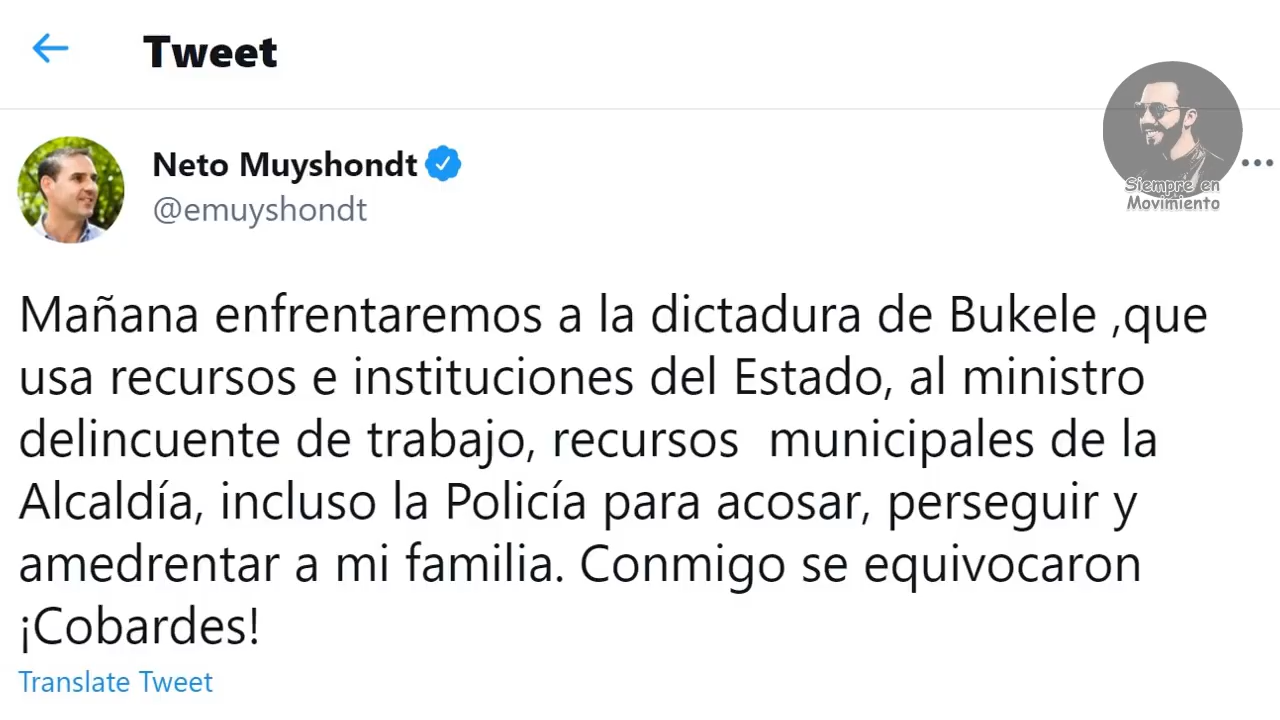 Tweet
Neto Muyshondt
@emuyshondt
Siempre en
Movimiento
Mañana enfrentaremos a la dictadura de Bukele ,que
usa recursos e instituciones del Estado, al ministro
delincuente de trabajo, recursos  municipales de la
Alcaldía, incluso la Policía para acosar, perseguir y
amedrentar a mi familia. Conmigo se equivocaron
¡Cobardes!
Translate Tweet